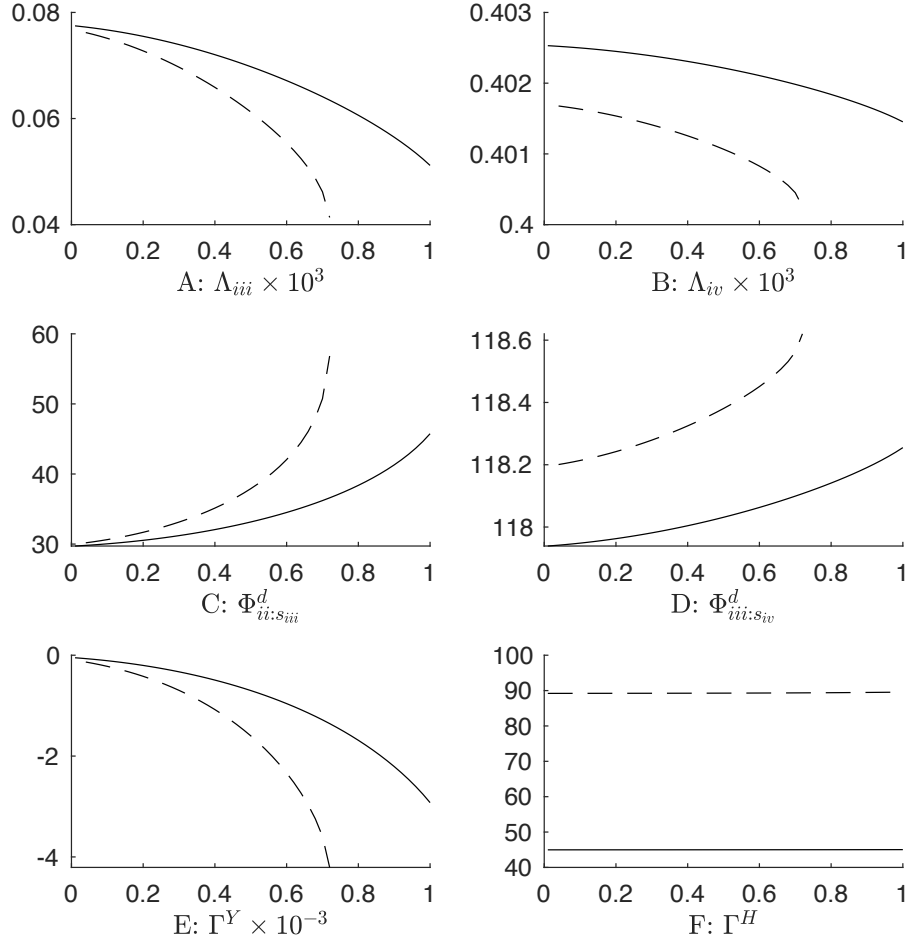 0.08
0.06
0.04
0 0.2 0.4 0.6 0.8 1
A: Λ_{iii} × 10³
0.403
0.402
0.401
0.4
0 0.2 0.4 0.6 0.8 1
B: Λ_{iv} × 10³
60
50
40
30
0 0.2 0.4 0.6 0.8 1
C: Φ^d_{ii:s_{iii}}
118.6
118.4
118.2
118
0 0.2 0.4 0.6 0.8 1
D: Φ^d_{iii:s_{iv}}
0
-2
-4
0 0.2 0.4 0.6 0.8 1
E: Γ^Y × 10^{-3}
100
90
80
70
60
50
40
0 0.2 0.4 0.6 0.8 1
F: Γ^H